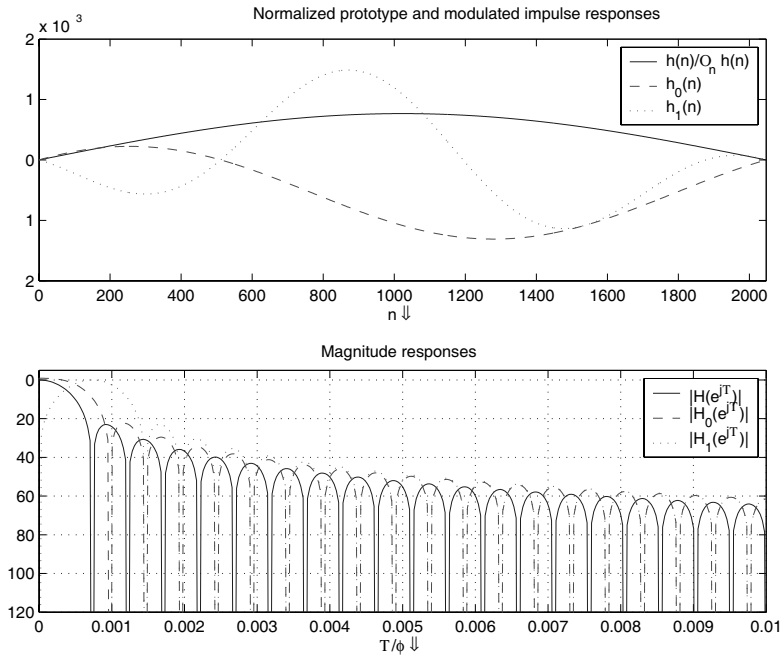 Normalized prototype and modulated impulse responses
x 10^3
2
1
0
1
2
h(n)/O_n h(n)
h_0(n)
h_1(n)
0 200 400 600 800 1000 1200 1400 1600 1800 2000
n ⇓
Magnitude responses
0
20
40
60
80
100
120
|H(e^jT)|
|H_0(e^jT)|
|H_1(e^jT)|
0 0.001 0.002 0.003 0.004 0.005 0.006 0.007 0.008 0.009 0.01
T/ϕ ⇓